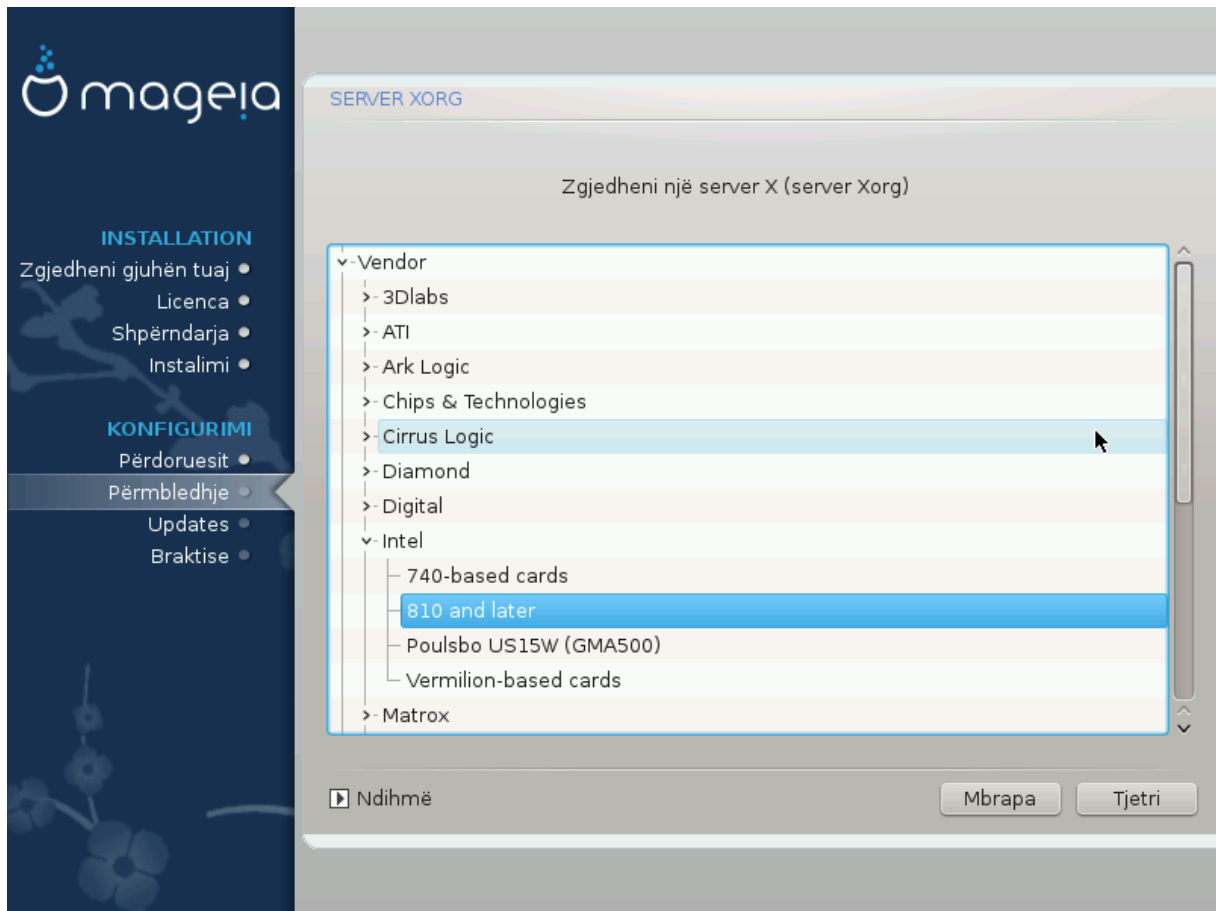 mageia
INSTALLATION
Zgjedheni gjuhën tuaj
Licenca
Shpërndarja
Instalimi
KONFIGURIMI
Përdoruesit
Përmbledhje
Updates
Braktise
SERVER XORG
Zgjedheni një server X (server Xorg)
Vendor
3Dlabs
ATI
Ark Logic
Chips & Technologies
Cirrus Logic
Diamond
Digital
Intel
740-based cards
810 and later
Poulsbo US15W (GMA500)
Vermilion-based cards
Matrox
Ndihmë
Mbrapa
Tjetri